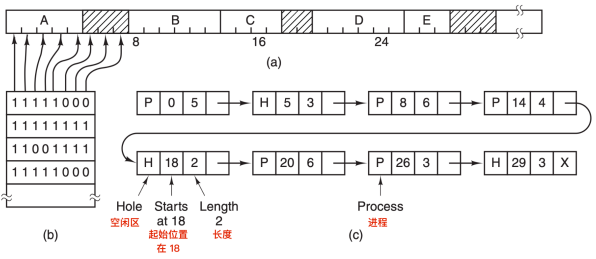 A B C D E
8 16 24
(a)
1 1 1 1 1 0 0 0
1 1 1 1 1 1 1 1
1 1 0 0 1 1 1 1
1 1 1 1 1 0 0 0
(b)
P 0 5
H 5 3
P 8 6
P 14 4
H 18 2
P 20 6
P 26 3
H 29 3 X
Hole
空闲区
Starts
at 18
起始位置
在 18
Length
2
长度
Process
进程
(c)